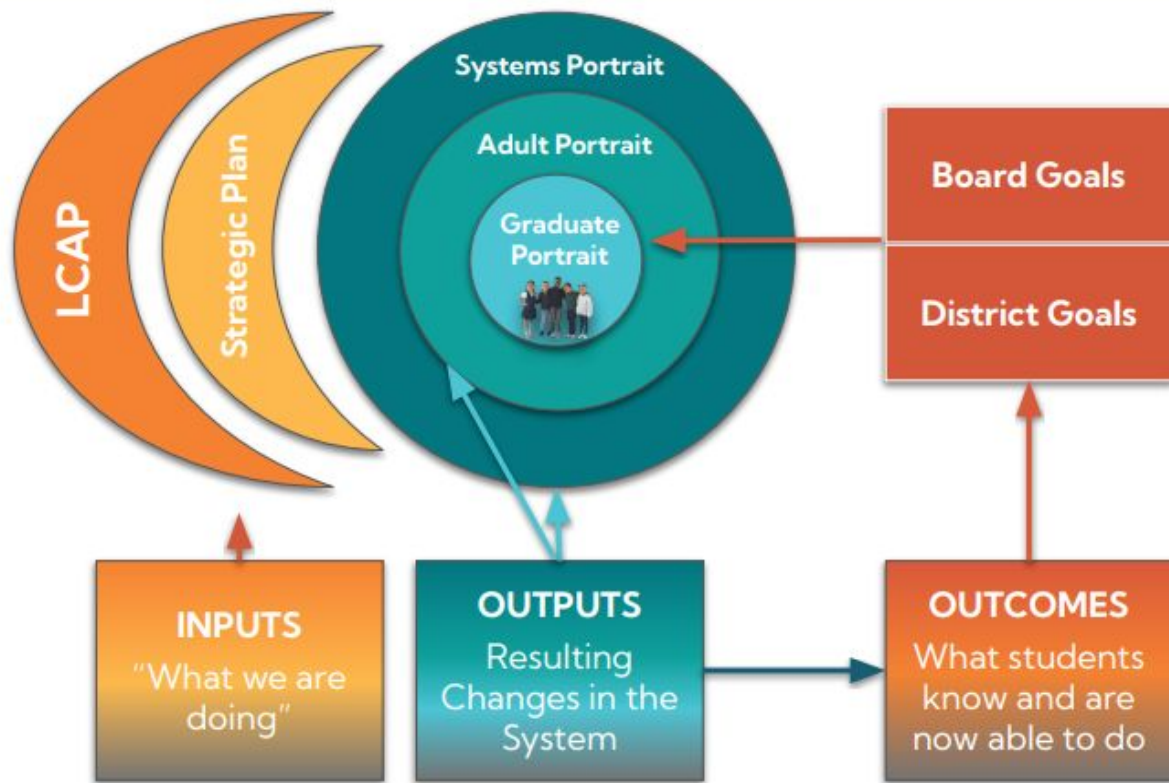 LCAP
Strategic Plan
Systems Portrait
Adult Portrait
Graduate
Portrait
Board Goals
District Goals
INPUTS
“What we are
doing”
OUTPUTS
Resulting
Changes in the
System
OUTCOMES
What students
know and are
now able to do